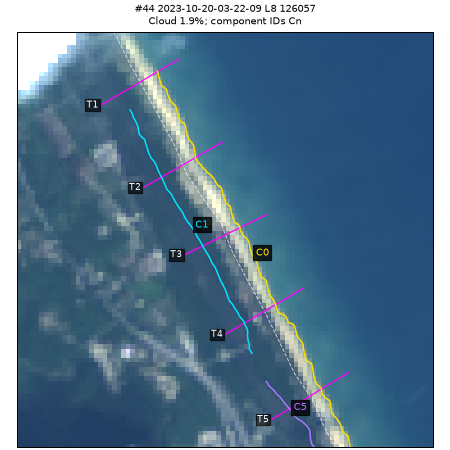 #44 2023-10-20-03-22-09 L8 126057
Cloud 1.9%; component IDs Cn
T1
T2
C1
T3
C0
T4
C5
T5